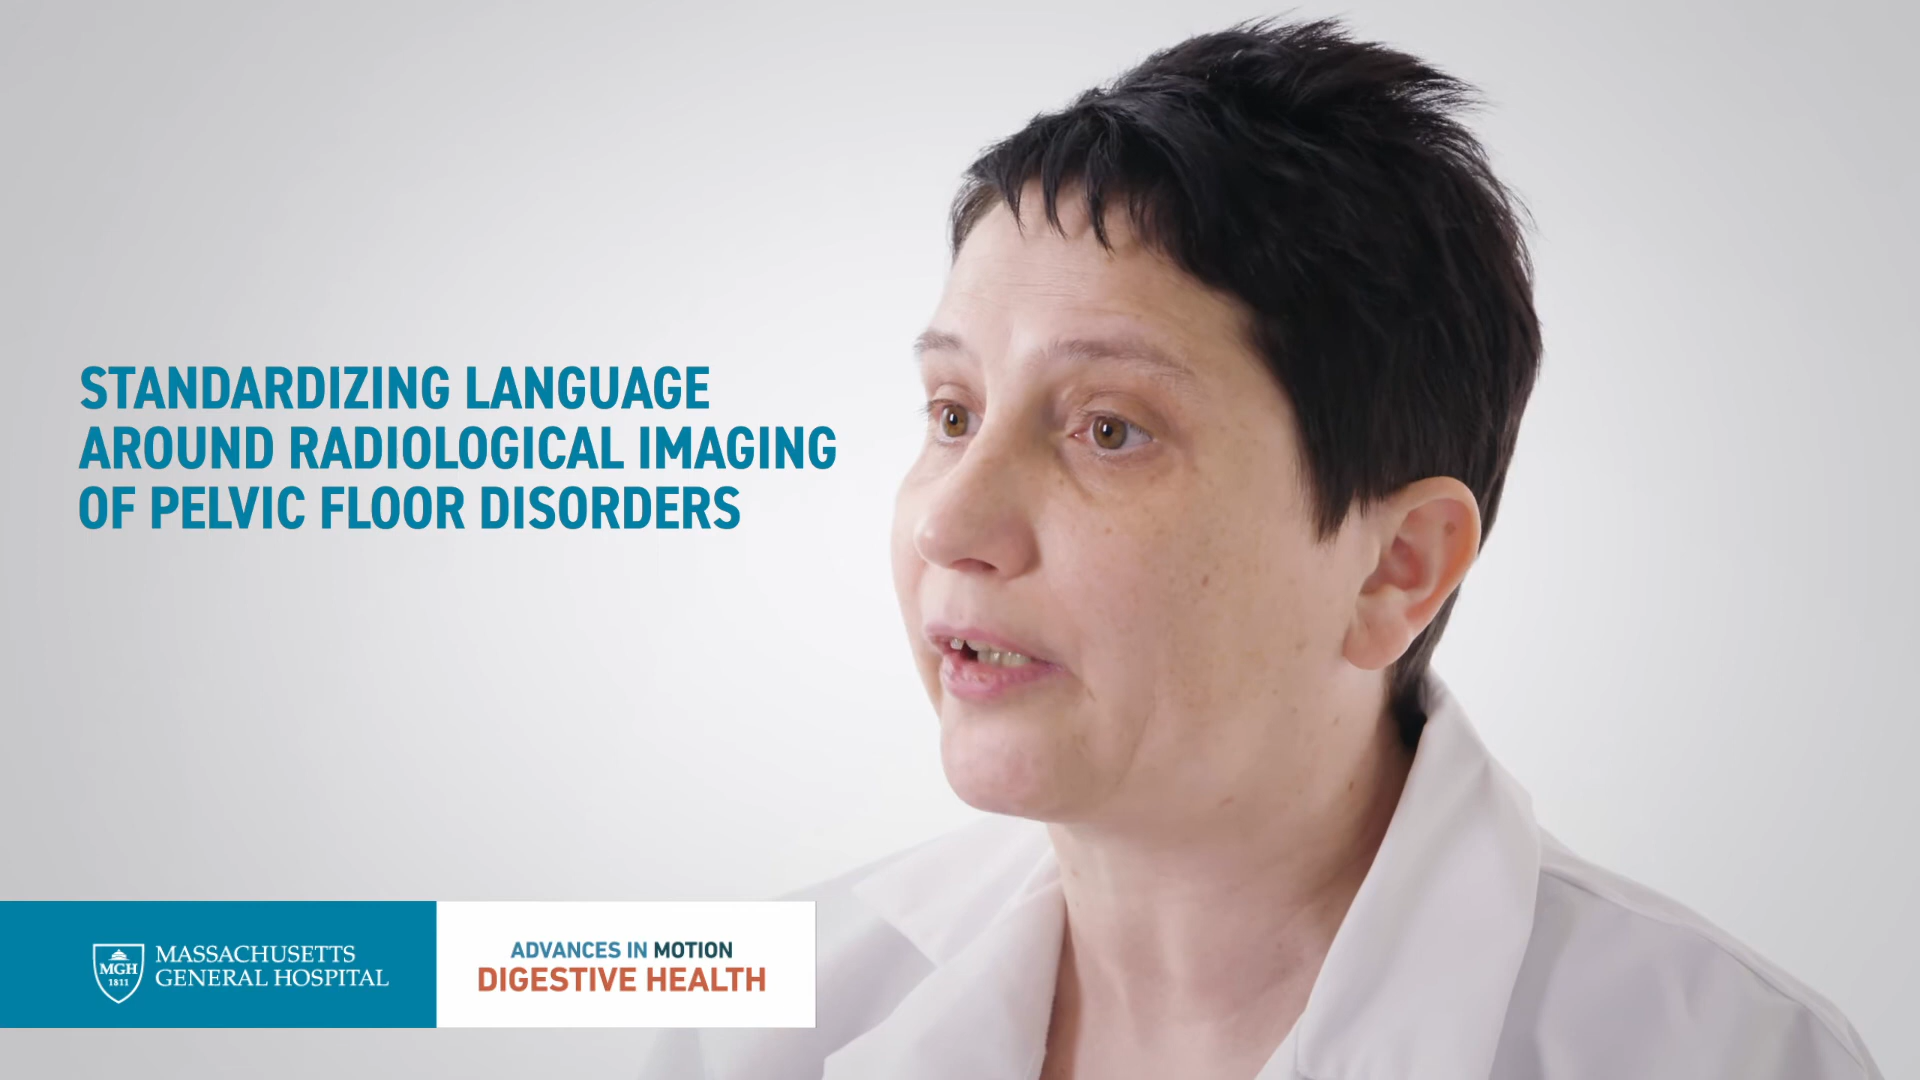 STANDARDIZING LANGUAGE
AROUND RADIOLOGICAL IMAGING
OF PELVIC FLOOR DISORDERS
MGH
1811
MASSACHUSETTS
GENERAL HOSPITAL
ADVANCES IN MOTION
DIGESTIVE HEALTH